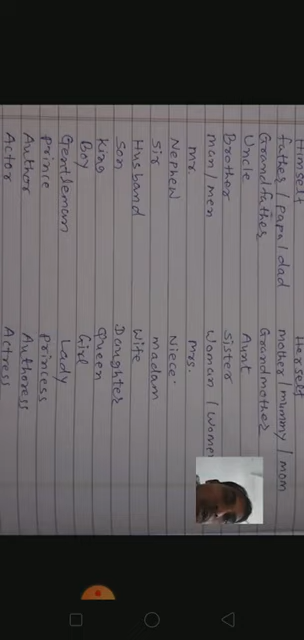 Himself Herself
father/Papa/dad mother/mummy/mom
Grandfather Grandmother
Uncle Aunt
Brother Sister
man/men Woman/Wome
Mr. Mrs.
Nephew Niece.
Sir madam
Husband Wife
Son Daughter
King Queen
Boy Girl
Gentleman Lady
Prince Princess
Author Authoress
Actor Actress